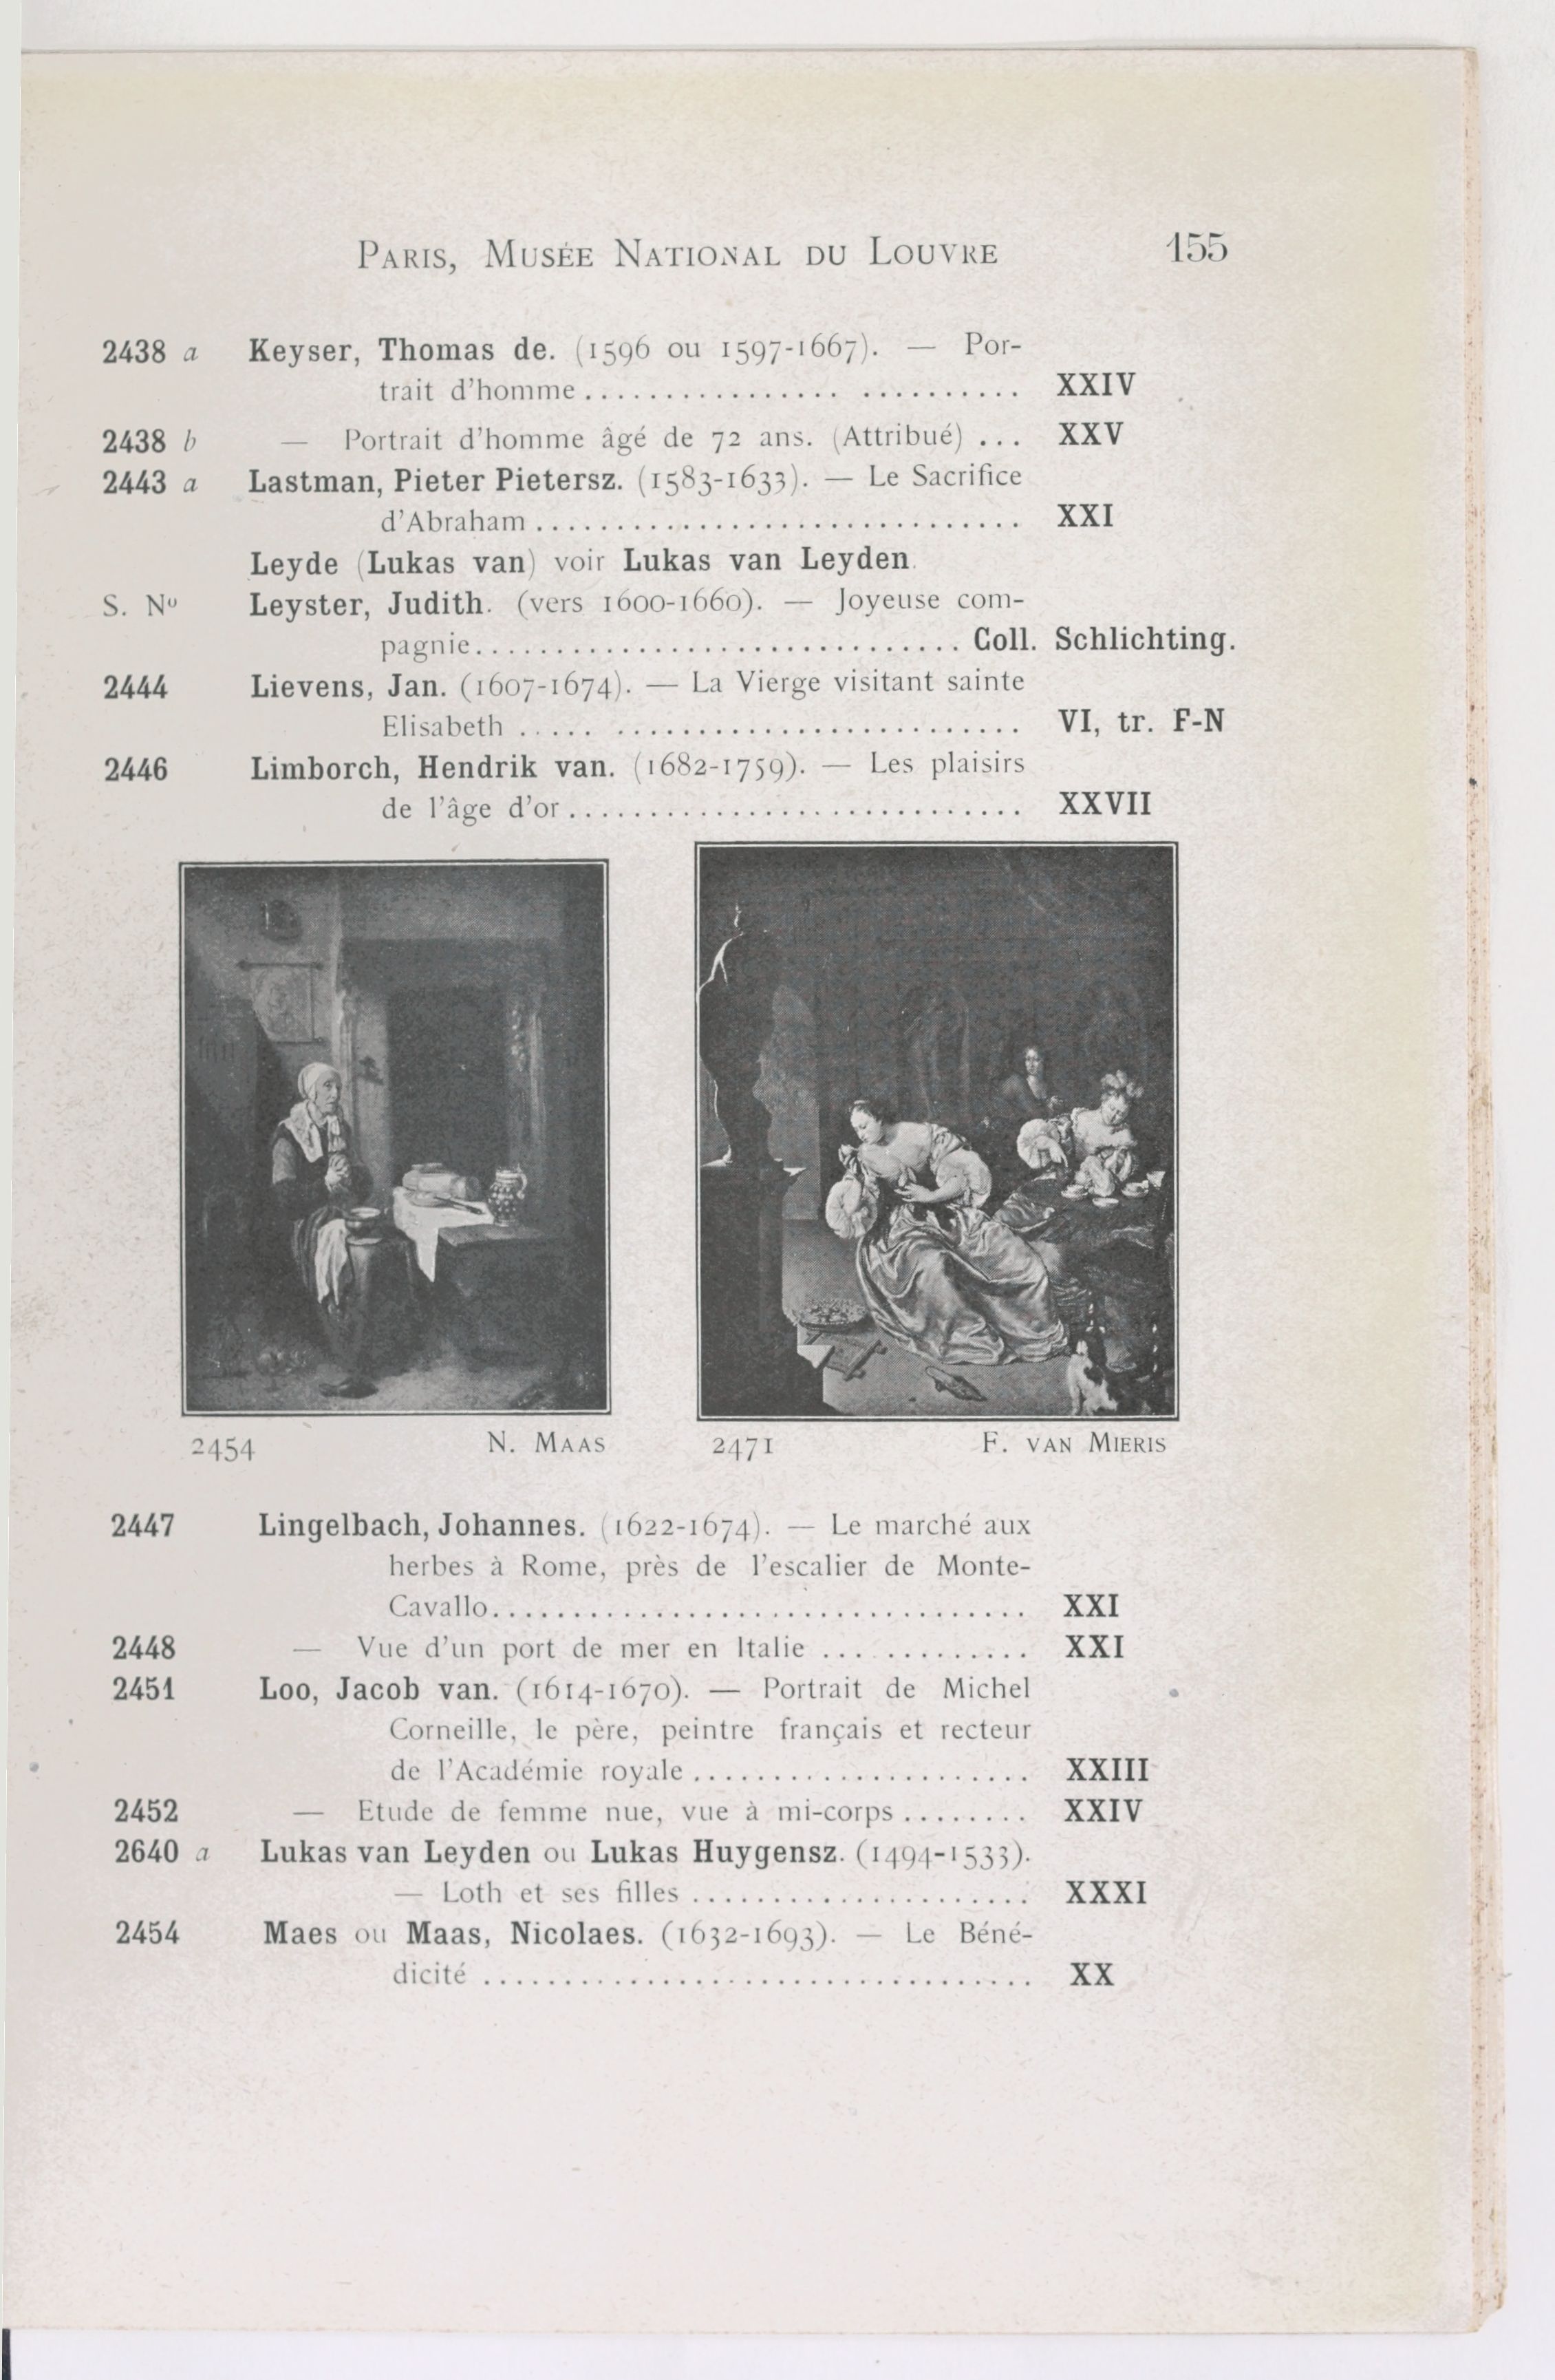 PARIS, MUSÉE NATIONAL DU LOUVRE 155
2438 a Keyser, Thomas de. (1596 ou 1597-1667). — Por-
trait d'homme.......................... XXIV
2438 b — Portrait d'homme âgé de 72 ans. (Attribué) ... XXV
2443 a Lastman, Pieter Pietersz. (1583-1633). — Le Sacrifice
d'Abraham .............................. XXI
Leyde (Lukas van) voir Lukas van Leyden.
S. Nº Leyster, Judith. (vers 1600-1660). — Joyeuse com-
pagnie.............................. Coll. Schlichting.
2444 Lievens, Jan. (1607-1674). — La Vierge visitant sainte
Elisabeth .............................. VI, tr. F-N
2446 Limborch, Hendrik van. (1682-1759). — Les plaisirs
de l'âge d'or............................ XXVII
2454 N. MAAS 2471 F. VAN MIERIS
2447 Lingelbach, Johannes. (1622-1674). — Le marché aux
herbes à Rome, près de l'escalier de Monte-
Cavallo................................. XXI
2448 — Vue d'un port de mer en Italie ............. XXI
2451 Loo, Jacob van. (1614-1670). — Portrait de Michel
Corneille, le père, peintre français et recteur
de l'Académie royale..................... XXIII
2452 — Etude de femme nue, vue à mi-corps........ XXIV
2640 a Lukas van Leyden ou Lukas Huygensz. (1494-1533).
— Loth et ses filles ..................... XXXI
2454 Maes ou Maas, Nicolaes. (1632-1693). — Le Béné-
dicité .................................. XX